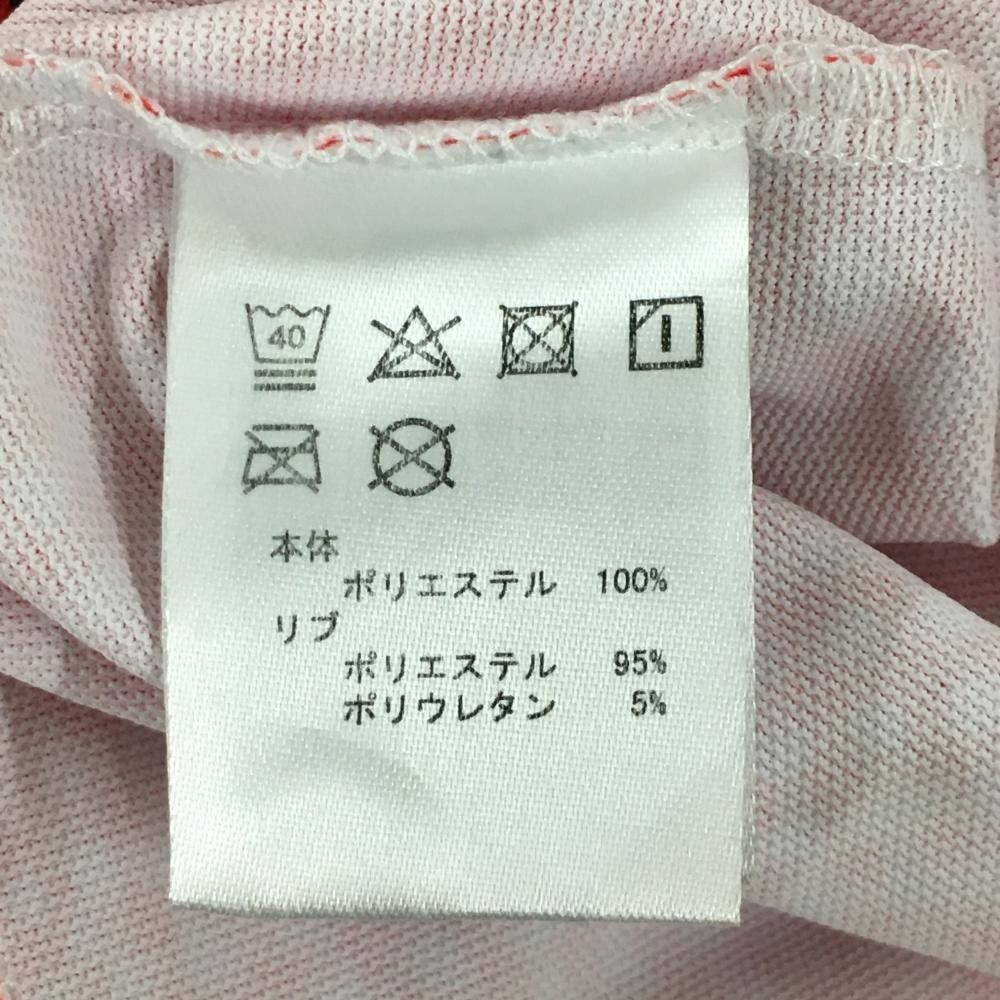 40
本体
ポリエステル 100%
リブ
ポリエステル 95%
ポリウレタン 5%